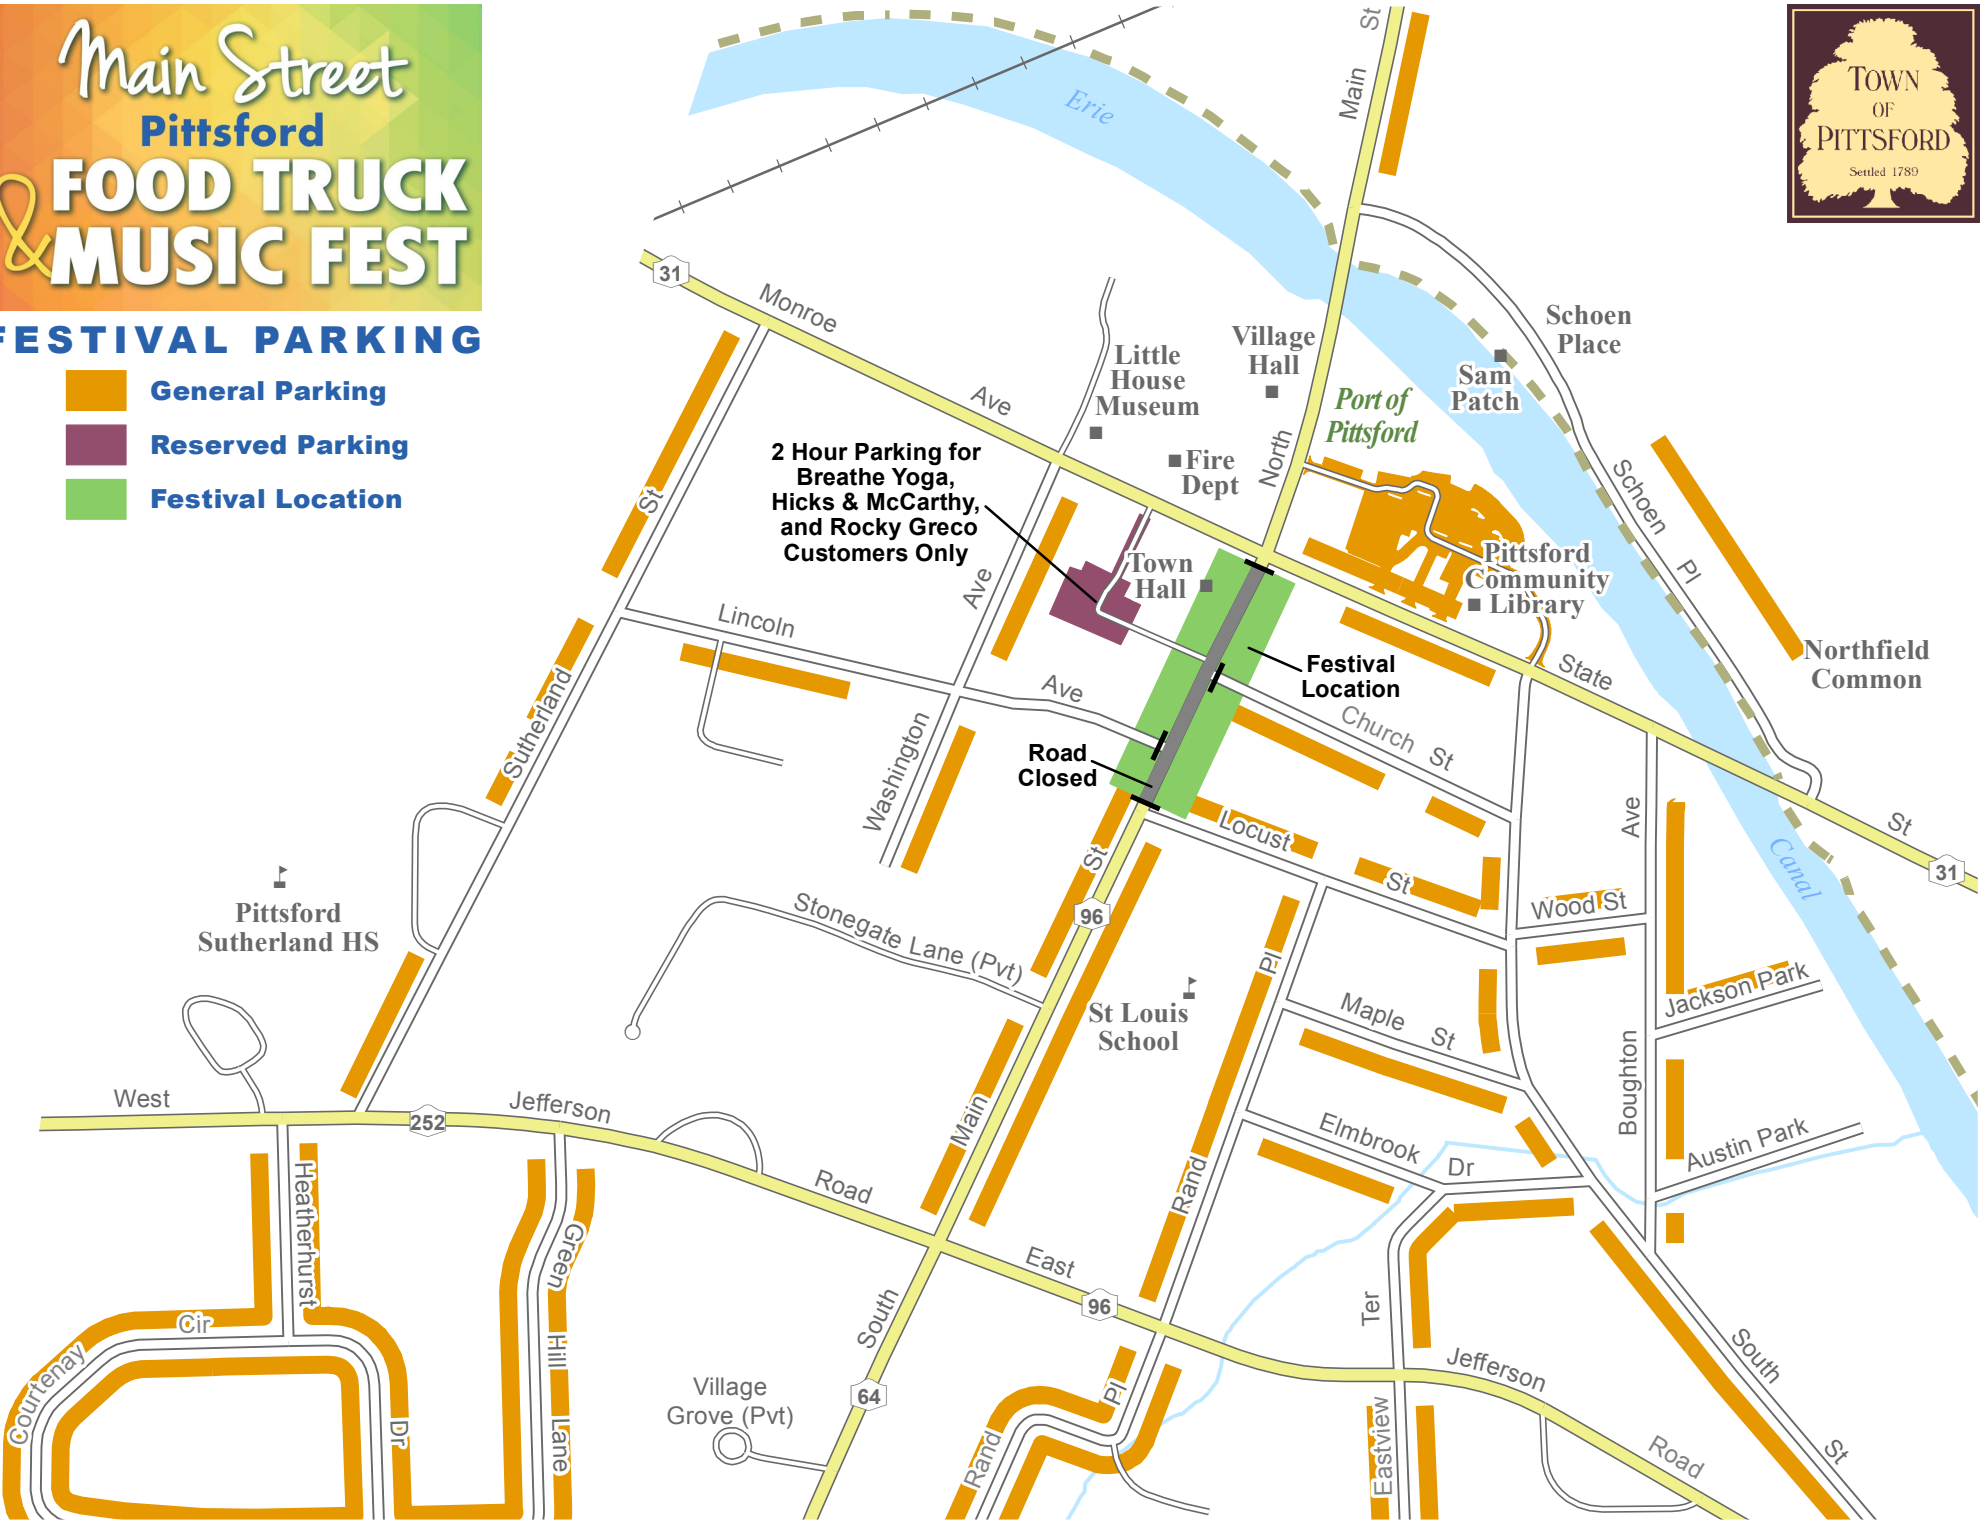 Main Street
Pittsford
FOOD TRUCK
& MUSIC FEST
FESTIVAL PARKING
General Parking
Reserved Parking
Festival Location
TOWN
OF
PITTSFORD
Settled 1789
Main
St
Erie
31
Monroe
Ave
Schoen
Place
Village
Hall
Little
House
Museum
Sam
Patch
Port of
Pittsford
North
Fire
Dept
2 Hour Parking for
Breathe Yoga,
Hicks & McCarthy,
and Rocky Greco
Customers Only
St
Schoen
Pl
Town
Hall
Pittsford
Community
Library
Ave
Lincoln
Festival
Location
State
Northfield
Common
Ave
Church
St
Sutherland
Washington
Road
Closed
Locust
St
Ave
St
31
Canal
St
Pittsford
Sutherland HS
Stonegate Lane (Pvt)
96
Wood St
Pl
Jackson Park
St Louis
School
Maple
St
Boughton
West
252
Jefferson
Main
Elmbrook
Dr
Austin Park
Heatherhurst
Road
Rand
Green
East
96
Ter
Cir
Hill
South
Jefferson
South
Courtenay
Village
Grove (Pvt)
64
Pl
Dr
Lane
Rand
Eastview
Road
St